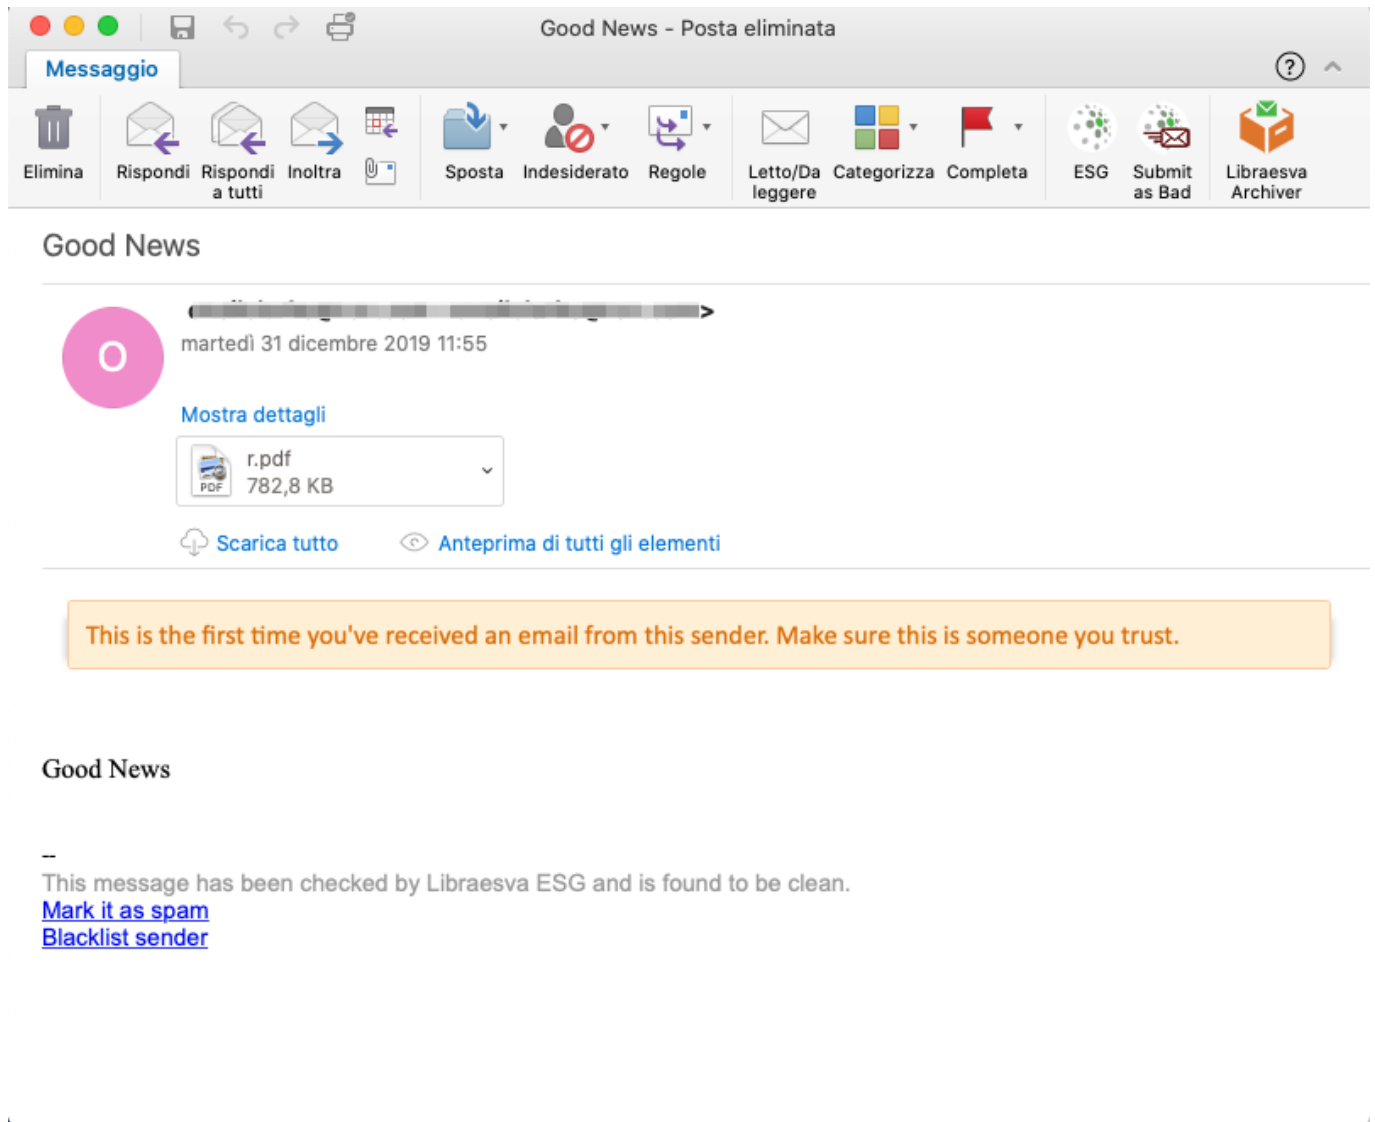 Good News - Posta eliminata
Messaggio
Elimina
Rispondi
Rispondi a tutti
Inoltra
Sposta
Indesiderato
Regole
Letto/Da leggere
Categorizza
Completa
ESG
Submit as Bad
Libraesva Archiver
Good News
O
martedì 31 dicembre 2019 11:55
Mostra dettagli
r.pdf
PDF
782,8 KB
Scarica tutto
Anteprima di tutti gli elementi
This is the first time you've received an email from this sender. Make sure this is someone you trust.
Good News
--
This message has been checked by Libraesva ESG and is found to be clean.
Mark it as spam
Blacklist sender